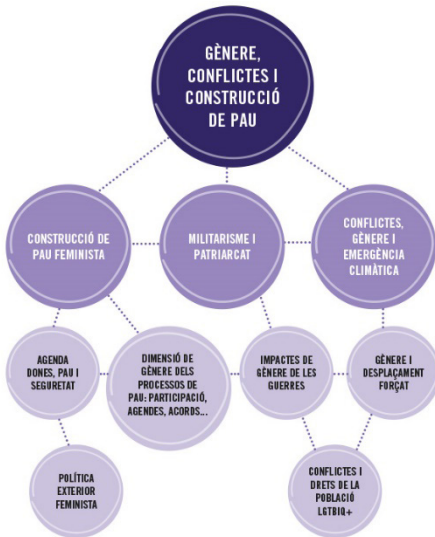 GÈNERE,
CONFLICTES I
CONSTRUCCIÓ
DE PAU
CONSTRUCCIÓ DE
PAU FEMINISTA
MILITARISME I
PATRIARCAT
CONFLICTES,
GÈNERE I
EMERGÈNCIA
CLIMÀTICA
AGENDA
DONES, PAU I
SEGURETAT
DIMENSIÓ DE
GÈNERE DELS
PROCESSOS DE
PAU: PARTICIPACIÓ,
AGENDES, ACORDS...
IMPACTES DE
GÈNERE DE LES
GUERRES
GÈNERE I
DESPLAÇAMENT
FORÇAT
POLÍTICA
EXTERIOR
FEMINISTA
CONFLICTES I
DRETS DE LA
POBLACIÓ
LGTBIQ+